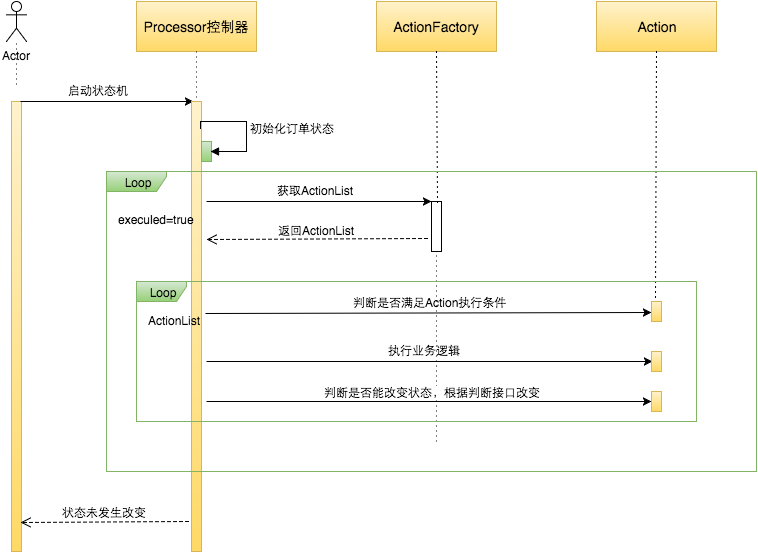 Processor控制器
ActionFactory
Action
Actor
启动状态机
初始化订单状态
Loop
获取ActionList
execuled=true
返回ActionList
Loop
判断是否满足Action执行条件
ActionList
执行业务逻辑
判断是否能改变状态，根据判断接口改变
状态未发生改变